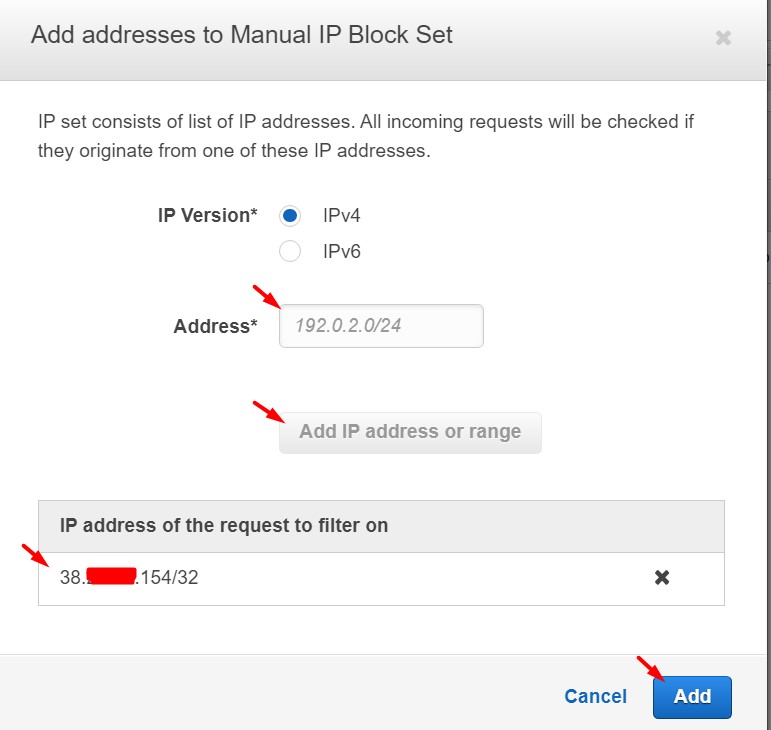 Add addresses to Manual IP Block Set
IP set consists of list of IP addresses. All incoming requests will be checked if
they originate from one of these IP addresses.
IP Version*
IPv4
IPv6
Address*
192.0.2.0/24
Add IP address or range
IP address of the request to filter on
38. .154/32
Cancel
Add